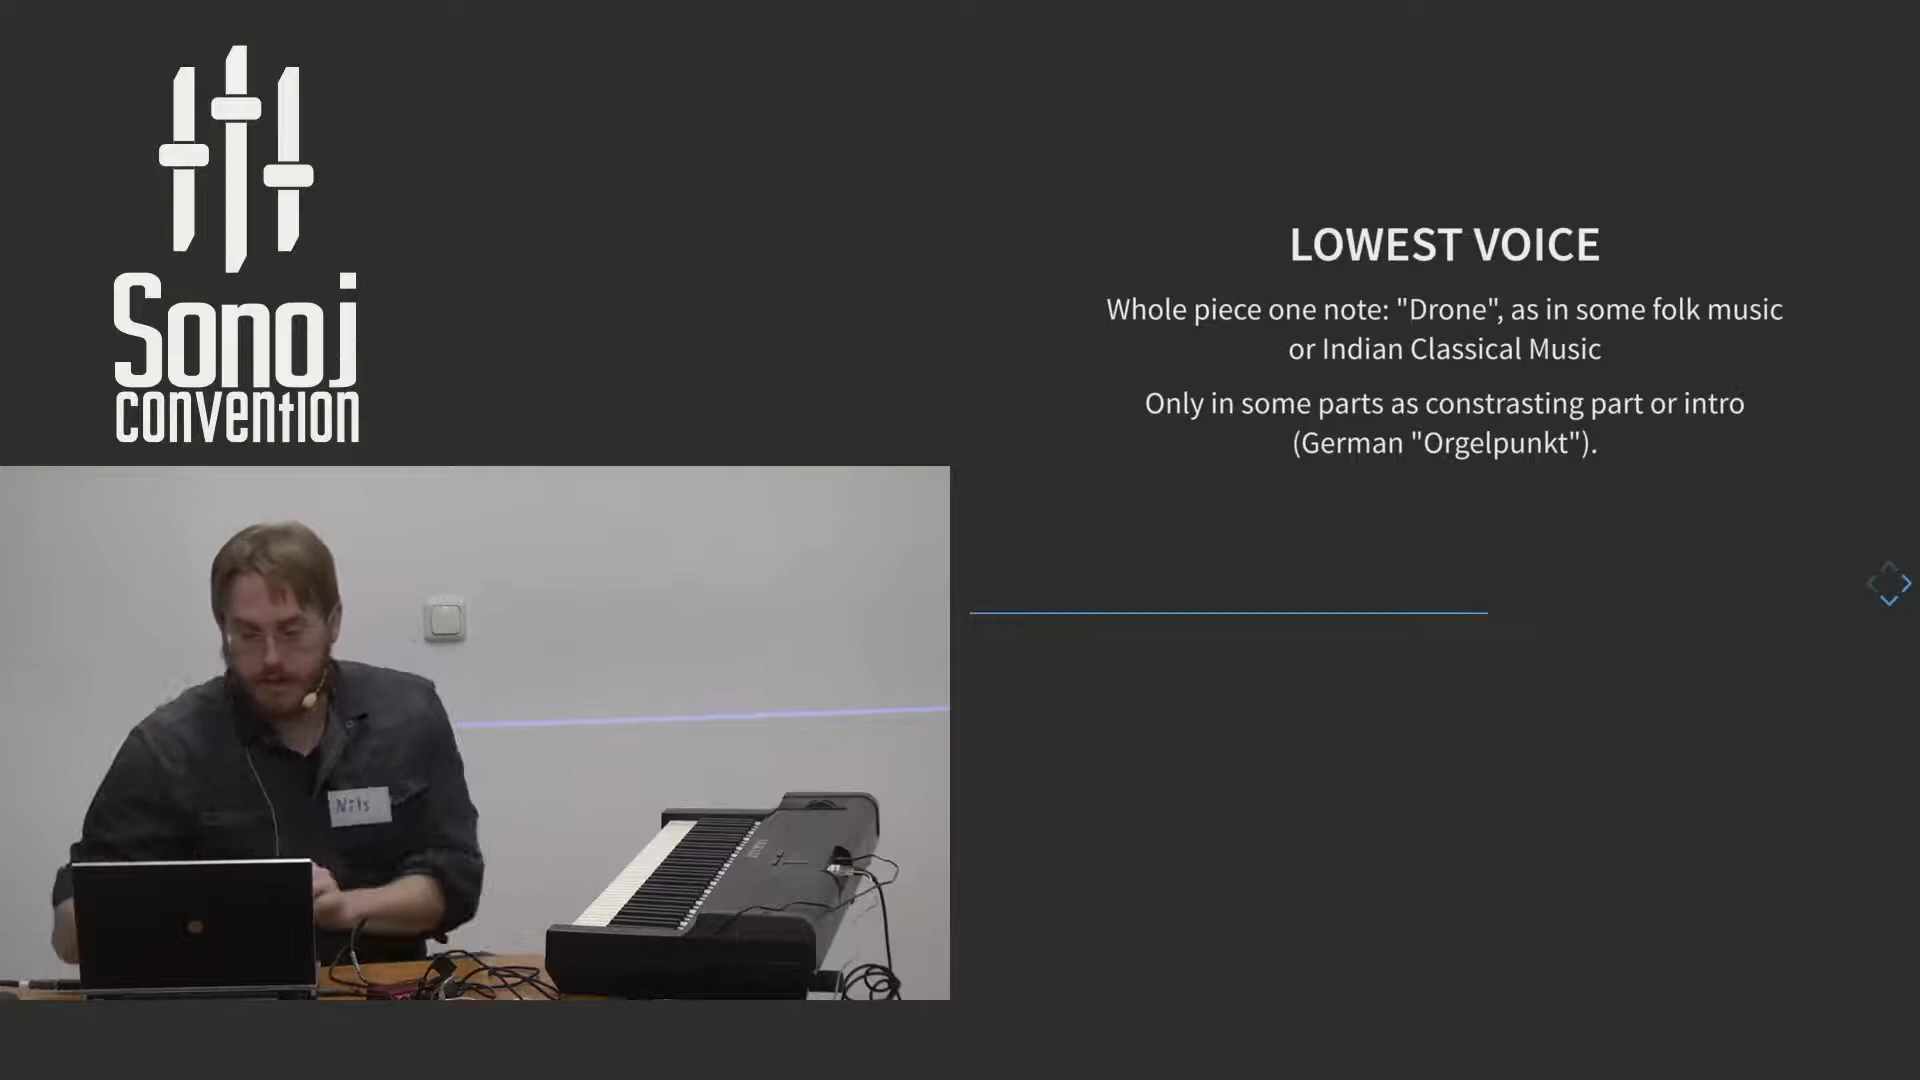 Sonoj
convention
LOWEST VOICE
Whole piece one note: "Drone", as in some folk music
or Indian Classical Music
Only in some parts as constrasting part or intro
(German "Orgelpunkt").
Nils